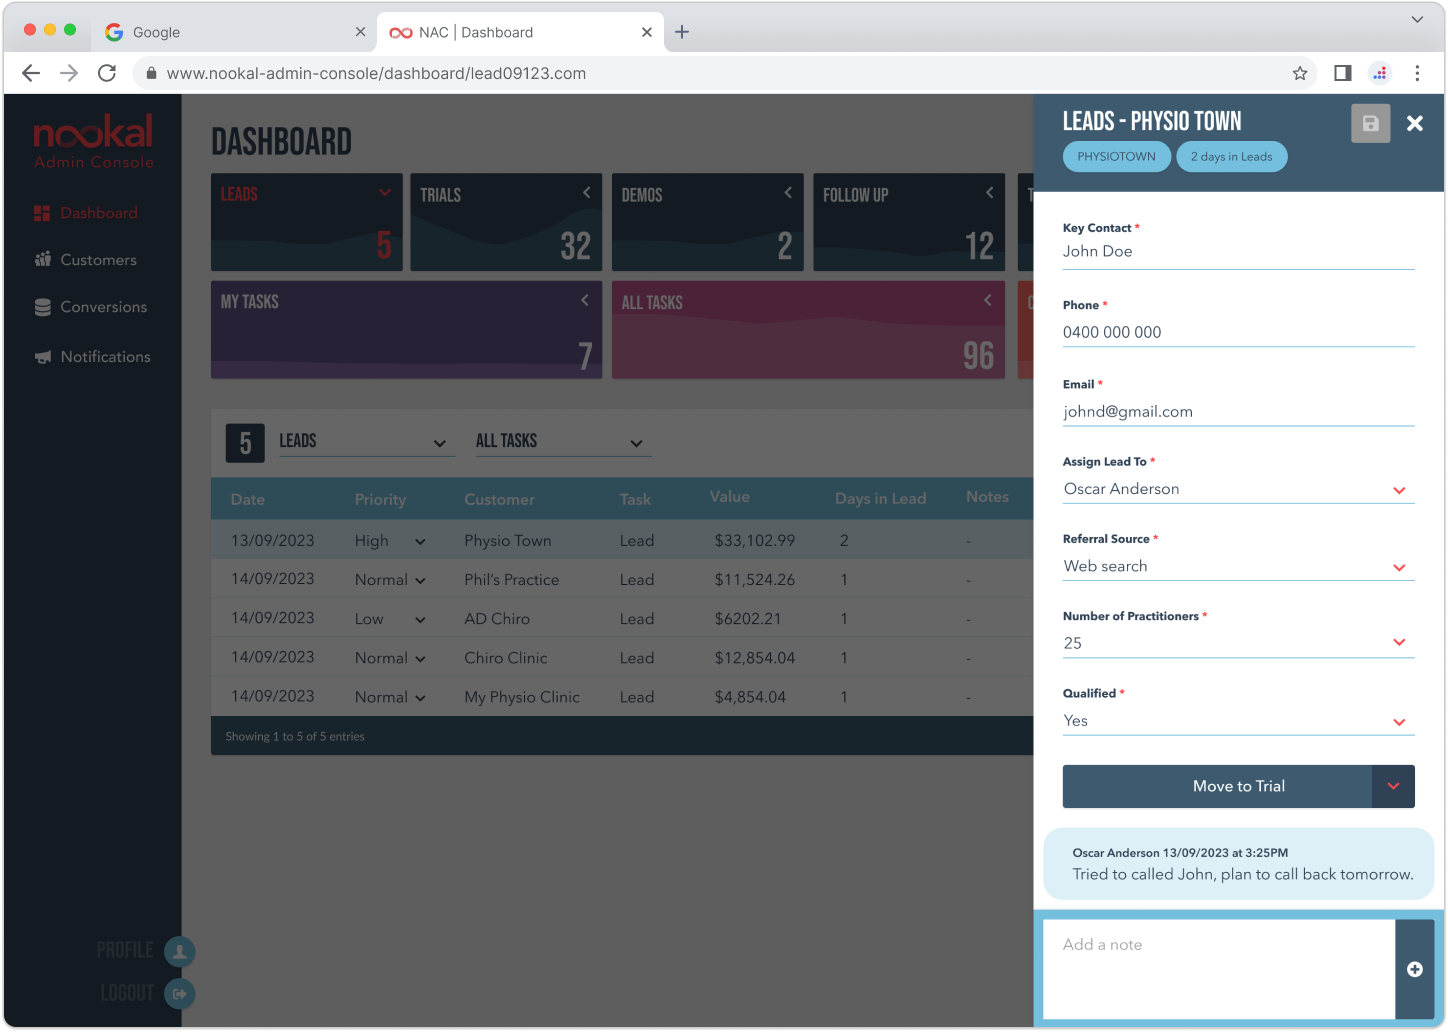 Google
NAC | Dashboard
www.nookal-admin-console/dashboard/lead09123.com
nookal
Admin Console
Dashboard
Customers
Conversions
Notifications
PROFILE
LOGOUT
DASHBOARD
LEADS
5
TRIALS
32
DEMOS
2
FOLLOW UP
12
MY TASKS
7
ALL TASKS
96
5 LEADS ALL TASKS
Date Priority Customer Task Value Days in Lead Notes
13/09/2023 High Physio Town Lead $33,102.99 2 -
14/09/2023 Normal Phil's Practice Lead $11,524.26 1 -
14/09/2023 Low AD Chiro Lead $6202.21 1 -
14/09/2023 Normal Chiro Clinic Lead $12,854.04 1 -
14/09/2023 Normal My Physio Clinic Lead $4,854.04 1 -
Showing 1 to 5 of 5 entries
LEADS - PHYSIO TOWN
PHYSIOTOWN 2 days in Leads
Key Contact *
John Doe
Phone *
0400 000 000
Email *
johnd@gmail.com
Assign Lead To *
Oscar Anderson
Referral Source *
Web search
Number of Practitioners *
25
Qualified *
Yes
Move to Trial
Oscar Anderson 13/09/2023 at 3:25PM
Tried to called John, plan to call back tomorrow.
Add a note